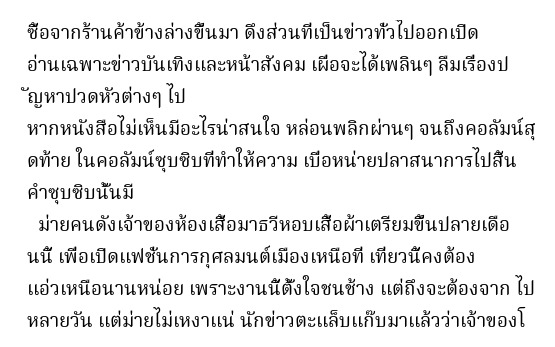 ซื้อจากร้านค้าข้างล่างขึ้นมา ดึงส่วนที่เป็นข่าวทั่วไปออกเปิด
อ่านเฉพาะข่าวบันเทิงและหน้าสังคม เผื่อจะได้เพลินๆ ลืมเรื่องป
ัญหาปวดหัวต่างๆ ไป
หากหนังสือไม่เห็นมีอะไรน่าสนใจ หล่อนพลิกผ่านๆ จนถึงคอลัมน์สุ
ดท้าย ในคอลัมน์ซุบซิบที่ทำให้ความ เบื่อหน่ายปลาสนาการไปสิ้น
คำซุบซิบนั้นมี
ม่ายคนดังเจ้าของห้องเสื้อมาธวีหอบเสื้อผ้าเตรียมขึ้นปลายเดือ
นนี้ เพื่อเปิดแฟชั่นการกุศลมนต์เมืองเหนือที่ เที่ยวนี้คงต้อง
แอ่วเหนือนานหน่อย เพราะงานนี้ตั้งใจชนช้าง แต่ถึงจะต้องจาก ไป
หลายวัน แต่ม่ายไม่เหงาแน่ นักข่าวตะแล็บแก๊บมาแล้วว่าเจ้าของโ